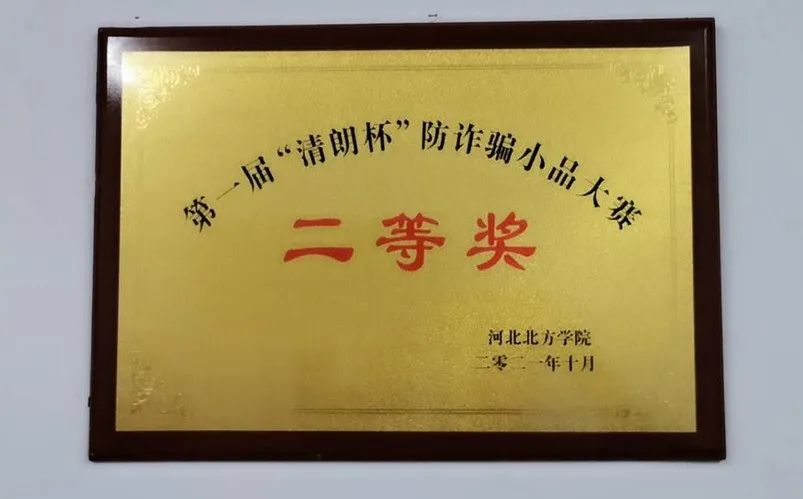 第一届“清朗杯”防诈骗小品大赛
二等奖
河北北方学院
二零二一年十月